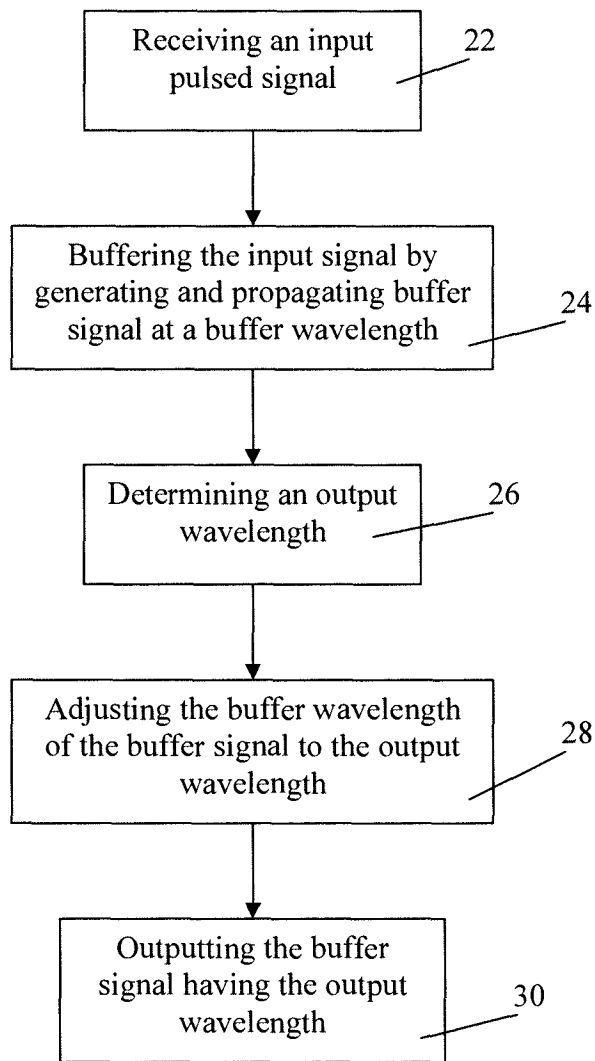 Receiving an input
pulsed signal
22
Buffering the input signal by
generating and propagating buffer
signal at a buffer wavelength
24
Determining an output
wavelength
26
Adjusting the buffer wavelength
of the buffer signal to the output
wavelength
28
Outputting the buffer
signal having the output
wavelength
30